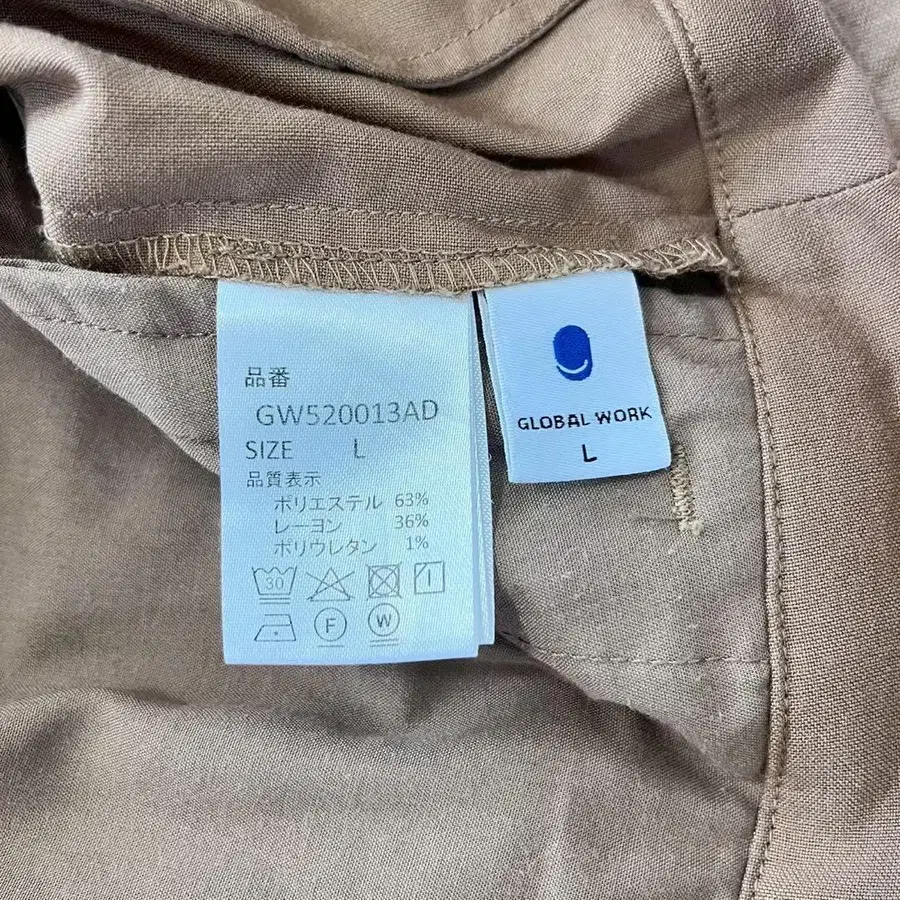 品番
GW520013AD
SIZE L
品質表示
ポリエステル 63%
レーヨン 36%
ポリウレタン 1%
30
F W
GLOBAL WORK
L